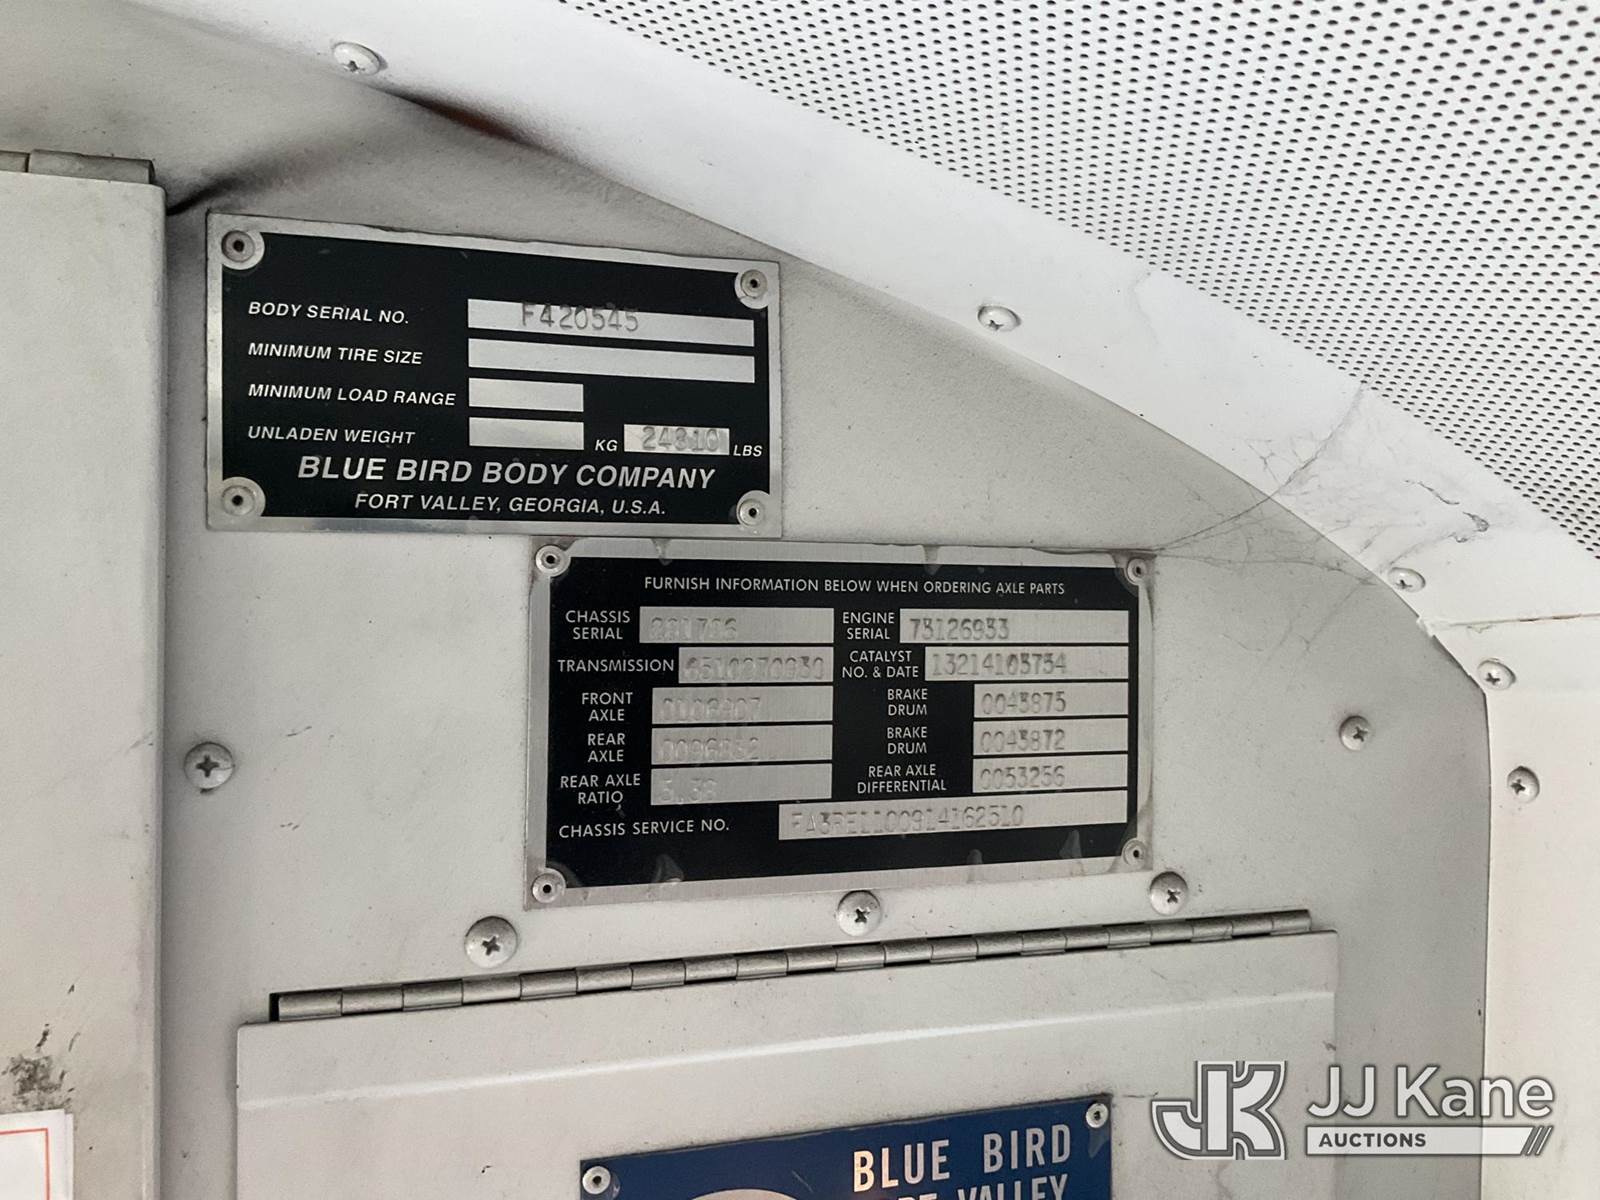 BODY SERIAL NO. F420545
MINIMUM TIRE SIZE
MINIMUM LOAD RANGE
UNLADEN WEIGHT KG 24810 LBS
BLUE BIRD BODY COMPANY
FORT VALLEY, GEORGIA, U.S.A.
FURNISH INFORMATION BELOW WHEN ORDERING AXLE PARTS
CHASSIS SERIAL
ENGINE SERIAL 73126933
TRANSMISSION
CATALYST NO. & DATE 13214103734
FRONT AXLE
BRAKE DRUM 0043875
REAR AXLE
BRAKE DRUM 0043872
REAR AXLE RATIO
REAR AXLE DIFFERENTIAL 0053256
CHASSIS SERVICE NO.
BLUE BIRD
VALLEY
JK
JJ Kane
AUCTIONS